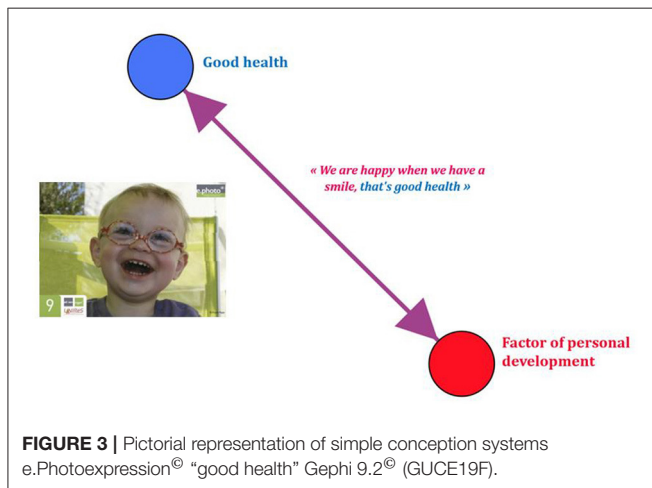 Good health
« We are happy when we have a
smile, that's good health »
e.photo
9
Factor of personal
development
FIGURE 3 | Pictorial representation of simple conception systems
e.Photoexpression© “good health” Gephi 9.2© (GUCE19F).